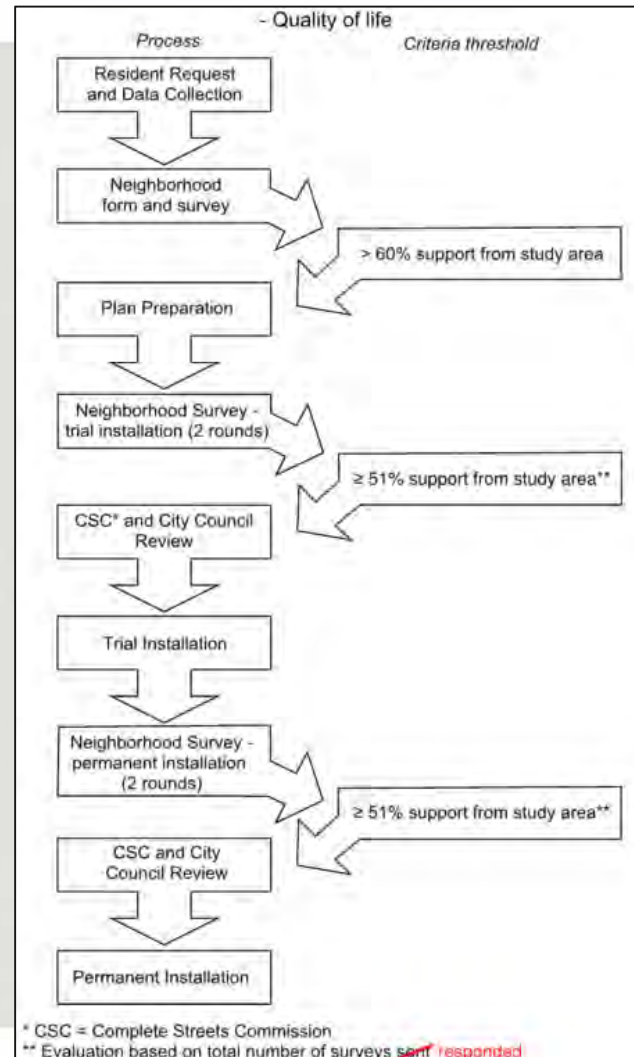 - Quality of life
Process
Criteria threshold
Resident Request
and Data Collection
Neighborhood
form and survey
> 60% support from study area
Plan Preparation
Neighborhood Survey -
trial installation (2 rounds)
≥ 51% support from study area**
CSC* and City Council
Review
Trial Installation
Neighborhood Survey -
permanent installation
(2 rounds)
≥ 51% support from study area**
CSC and City
Council Review
Permanent Installation
* CSC = Complete Streets Commission
** Evaluation based on total number of surveys sent responded